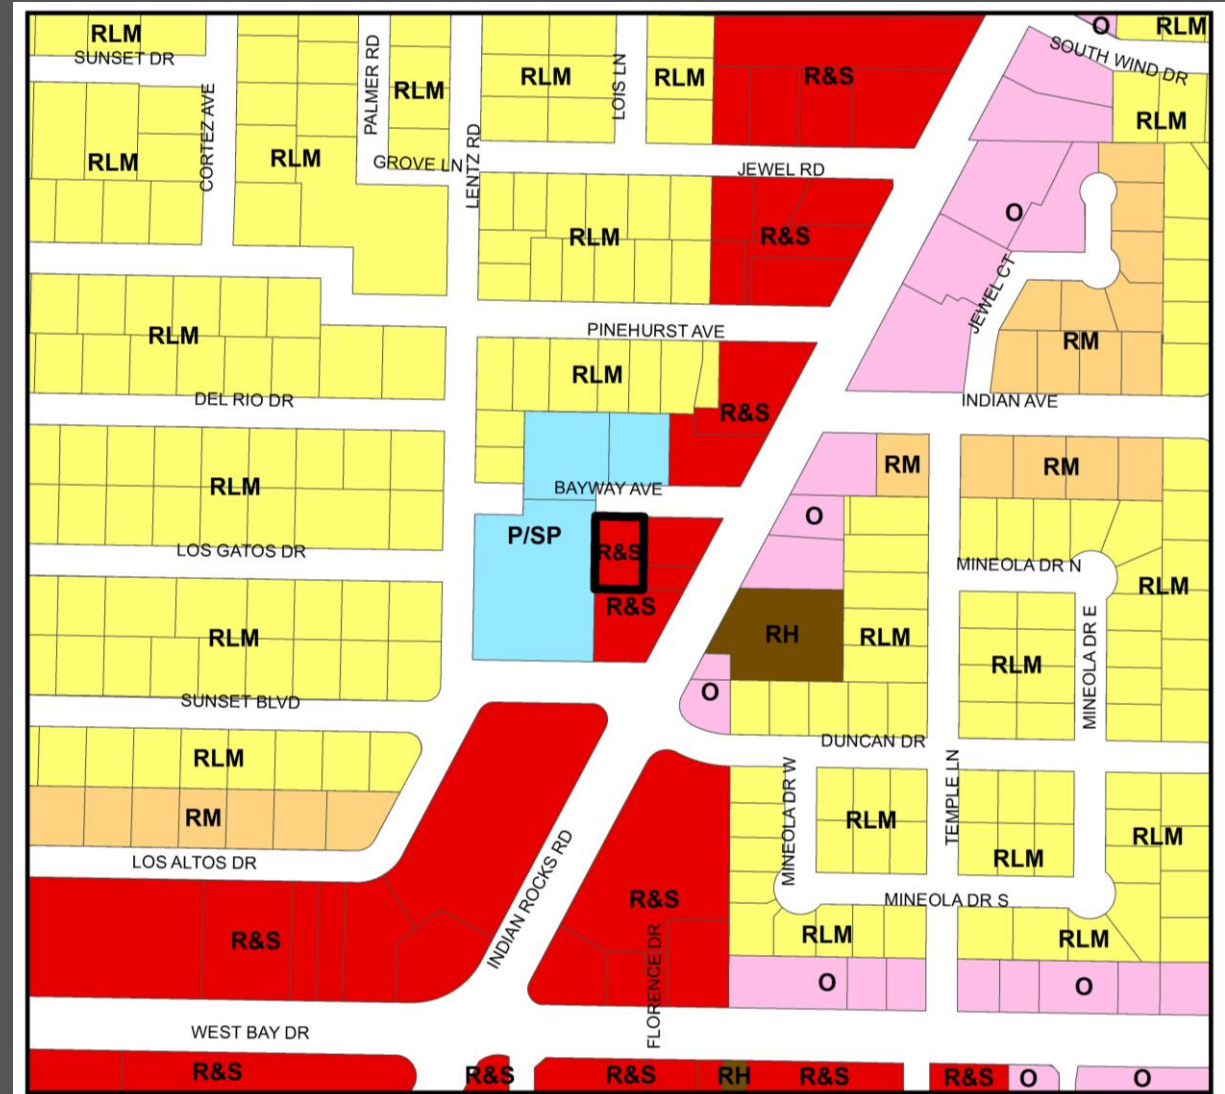 RLM
O
RLM
SUNSET DR
SOUTH WIND DR
RLM
RLM
R&S
RLM
PALMER RD
LOIS LN
CORTEZ AVE
RLM
RLM
RLM
GROVE LN
LENTZ RD
JEWEL RD
O
RLM
R&S
JEWEL CT
PINEHURST AVE
RLM
RM
RLM
DEL RIO DR
INDIAN AVE
R&S
RM
RM
RLM
BAYWAY AVE
O
P/SP
LOS GATOS DR
R&S
MINEOLA DR N
RLM
R&S
RLM
RH
RLM
MINEOLA DR E
RLM
O
SUNSET BLVD
DUNCAN DR
RLM
MINEOLA DR W
TEMPLE LN
RM
RLM
RLM
RLM
LOS ALTOS DR
INDIAN ROCKS RD
R&S
MINEOLA DR S
R&S
FLORENCE DR
RLM
RLM
O
O
WEST BAY DR
R&S
R&S
R&S
RH
R&S
R&S
O
O